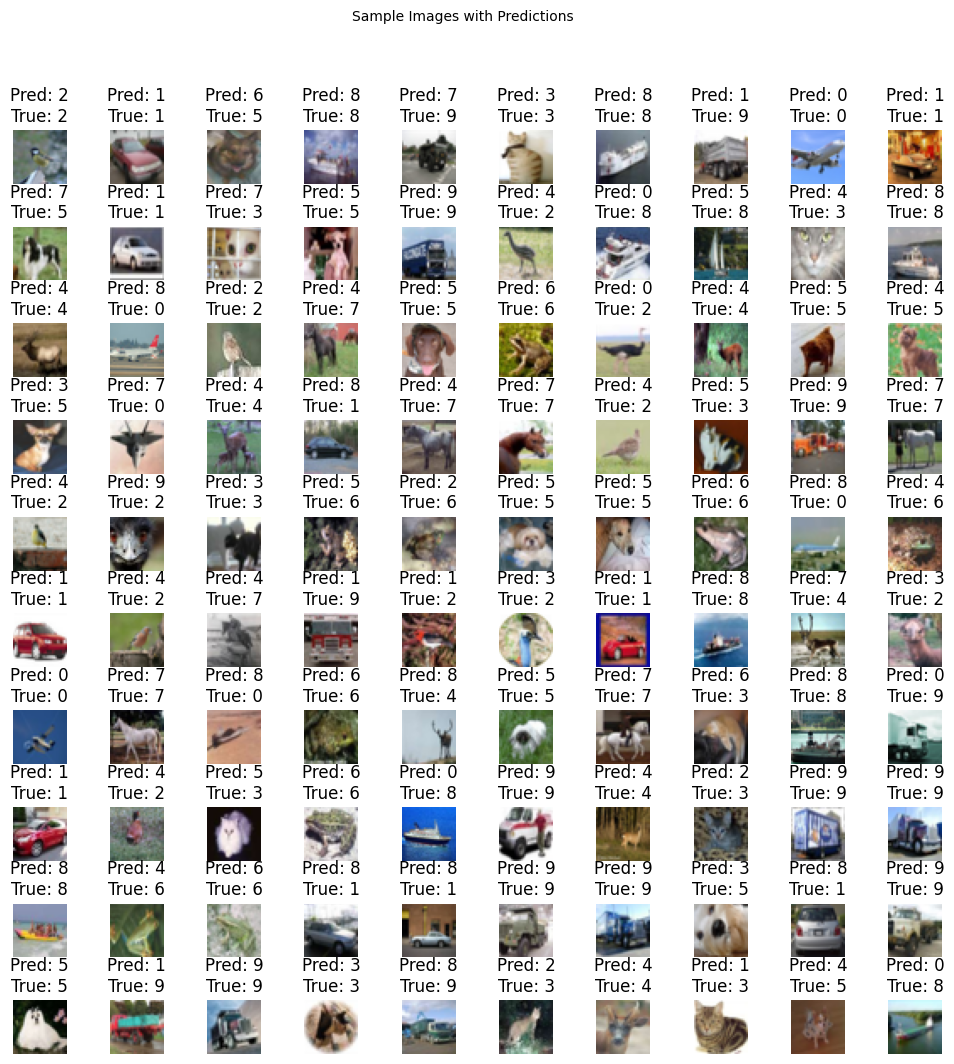 Sample Images with Predictions
Pred: 2 Pred: 1 Pred: 6 Pred: 8 Pred: 7 Pred: 3 Pred: 8 Pred: 1 Pred: 0 Pred: 1
True: 2 True: 1 True: 5 True: 8 True: 9 True: 3 True: 8 True: 9 True: 0 True: 1
Pred: 7 Pred: 1 Pred: 7 Pred: 5 Pred: 9 Pred: 4 Pred: 0 Pred: 5 Pred: 4 Pred: 8
True: 5 True: 1 True: 3 True: 5 True: 9 True: 2 True: 8 True: 8 True: 3 True: 8
Pred: 4 Pred: 8 Pred: 2 Pred: 4 Pred: 5 Pred: 6 Pred: 0 Pred: 4 Pred: 5 Pred: 4
True: 4 True: 0 True: 2 True: 7 True: 5 True: 6 True: 2 True: 4 True: 5 True: 5
Pred: 3 Pred: 7 Pred: 4 Pred: 8 Pred: 4 Pred: 7 Pred: 4 Pred: 5 Pred: 9 Pred: 7
True: 5 True: 0 True: 4 True: 1 True: 7 True: 7 True: 2 True: 3 True: 9 True: 7
Pred: 4 Pred: 9 Pred: 3 Pred: 5 Pred: 2 Pred: 5 Pred: 5 Pred: 6 Pred: 8 Pred: 4
True: 2 True: 2 True: 3 True: 6 True: 6 True: 5 True: 5 True: 6 True: 0 True: 6
Pred: 1 Pred: 4 Pred: 4 Pred: 1 Pred: 1 Pred: 3 Pred: 1 Pred: 8 Pred: 7 Pred: 3
True: 1 True: 2 True: 7 True: 9 True: 2 True: 2 True: 1 True: 8 True: 4 True: 2
Pred: 0 Pred: 7 Pred: 8 Pred: 6 Pred: 8 Pred: 5 Pred: 7 Pred: 6 Pred: 8 Pred: 0
True: 0 True: 7 True: 0 True: 6 True: 4 True: 5 True: 7 True: 3 True: 8 True: 9
Pred: 1 Pred: 4 Pred: 5 Pred: 6 Pred: 0 Pred: 9 Pred: 4 Pred: 2 Pred: 9 Pred: 9
True: 1 True: 2 True: 3 True: 6 True: 8 True: 9 True: 4 True: 3 True: 9 True: 9
Pred: 8 Pred: 4 Pred: 6 Pred: 8 Pred: 8 Pred: 9 Pred: 9 Pred: 3 Pred: 8 Pred: 9
True: 8 True: 6 True: 6 True: 1 True: 1 True: 9 True: 9 True: 5 True: 1 True: 9
Pred: 5 Pred: 1 Pred: 9 Pred: 3 Pred: 8 Pred: 2 Pred: 4 Pred: 1 Pred: 4 Pred: 0
True: 5 True: 9 True: 9 True: 3 True: 9 True: 3 True: 4 True: 3 True: 5 True: 8